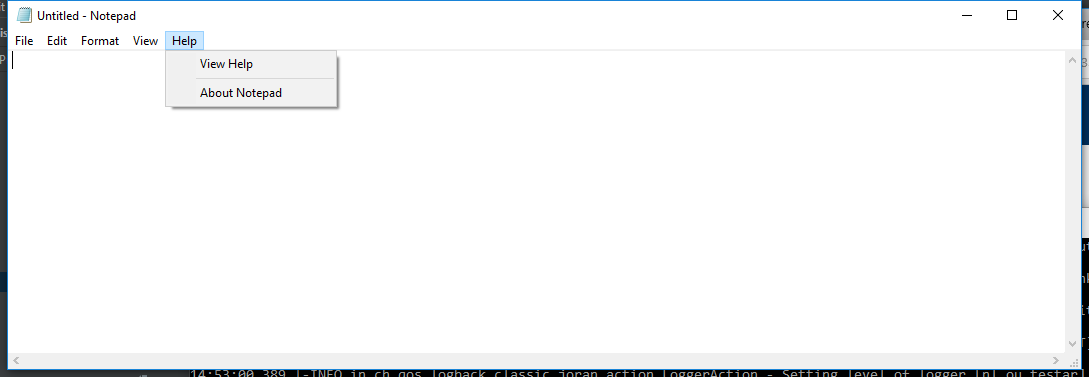 Untitled - Notepad
File Edit Format View Help
View Help
About Notepad
14:53:00,389 |-INFO in ch.qos.logback.classic.joran.action.LoggerAction - Setting level of logger [nl.ou.testar